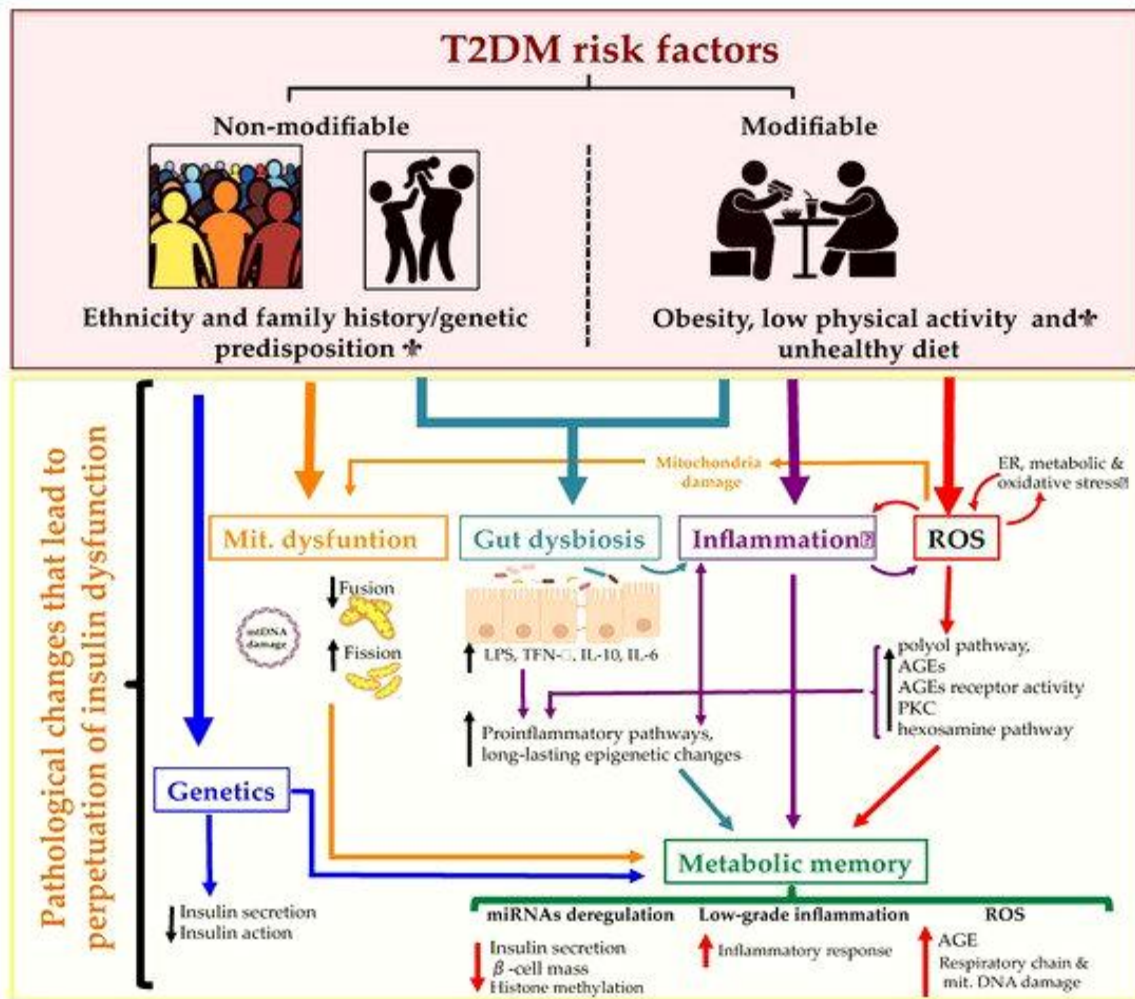 T2DM risk factors
Non-modifiable
Modifiable
Ethnicity and family history/genetic
predisposition ⚜
Obesity, low physical activity and⚜
unhealthy diet
Pathological changes that lead to
perpetuation of insulin dysfunction
Mitochondria
damage
ER, metabolic &
oxidative stress⍰
Mit. dysfuntion
Gut dysbiosis
Inflammation⍰
ROS
mtDNA
damage
Fusion
Fission
LPS, TFN-□, IL-10, IL-6
polyol pathway,
AGEs
AGEs receptor activity
PKC
hexosamine pathway
Proinflammatory pathways,
long-lasting epigenetic changes
Genetics
Insulin secretion
Insulin action
Metabolic memory
miRNAs deregulation
Insulin secretion
β -cell mass
Histone methylation
Low-grade inflammation
Inflammatory response
ROS
AGE
Respiratory chain &
mit. DNA damage